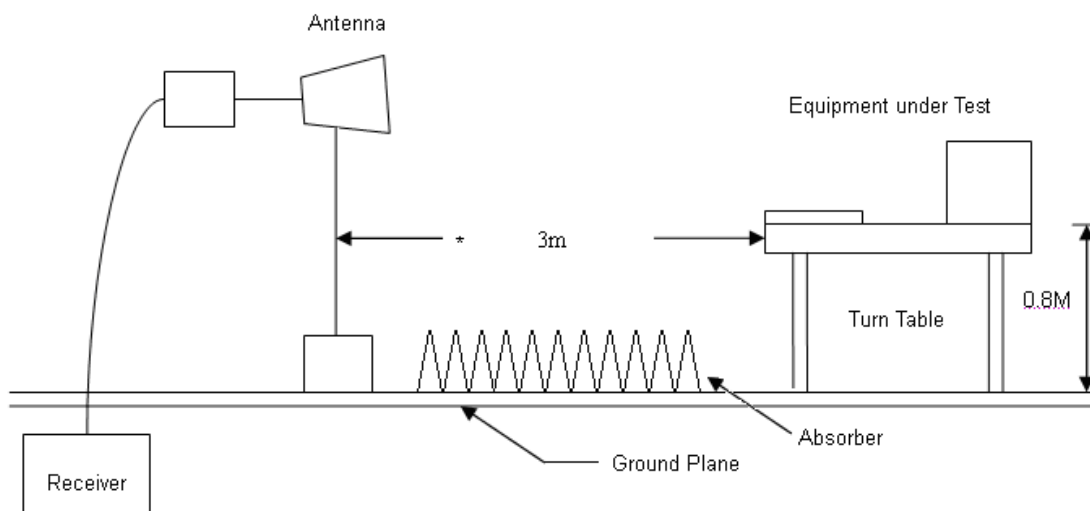 Antenna
Equipment under Test
* 3m
0.8M
Turn Table
Absorber
Ground Plane
Receiver